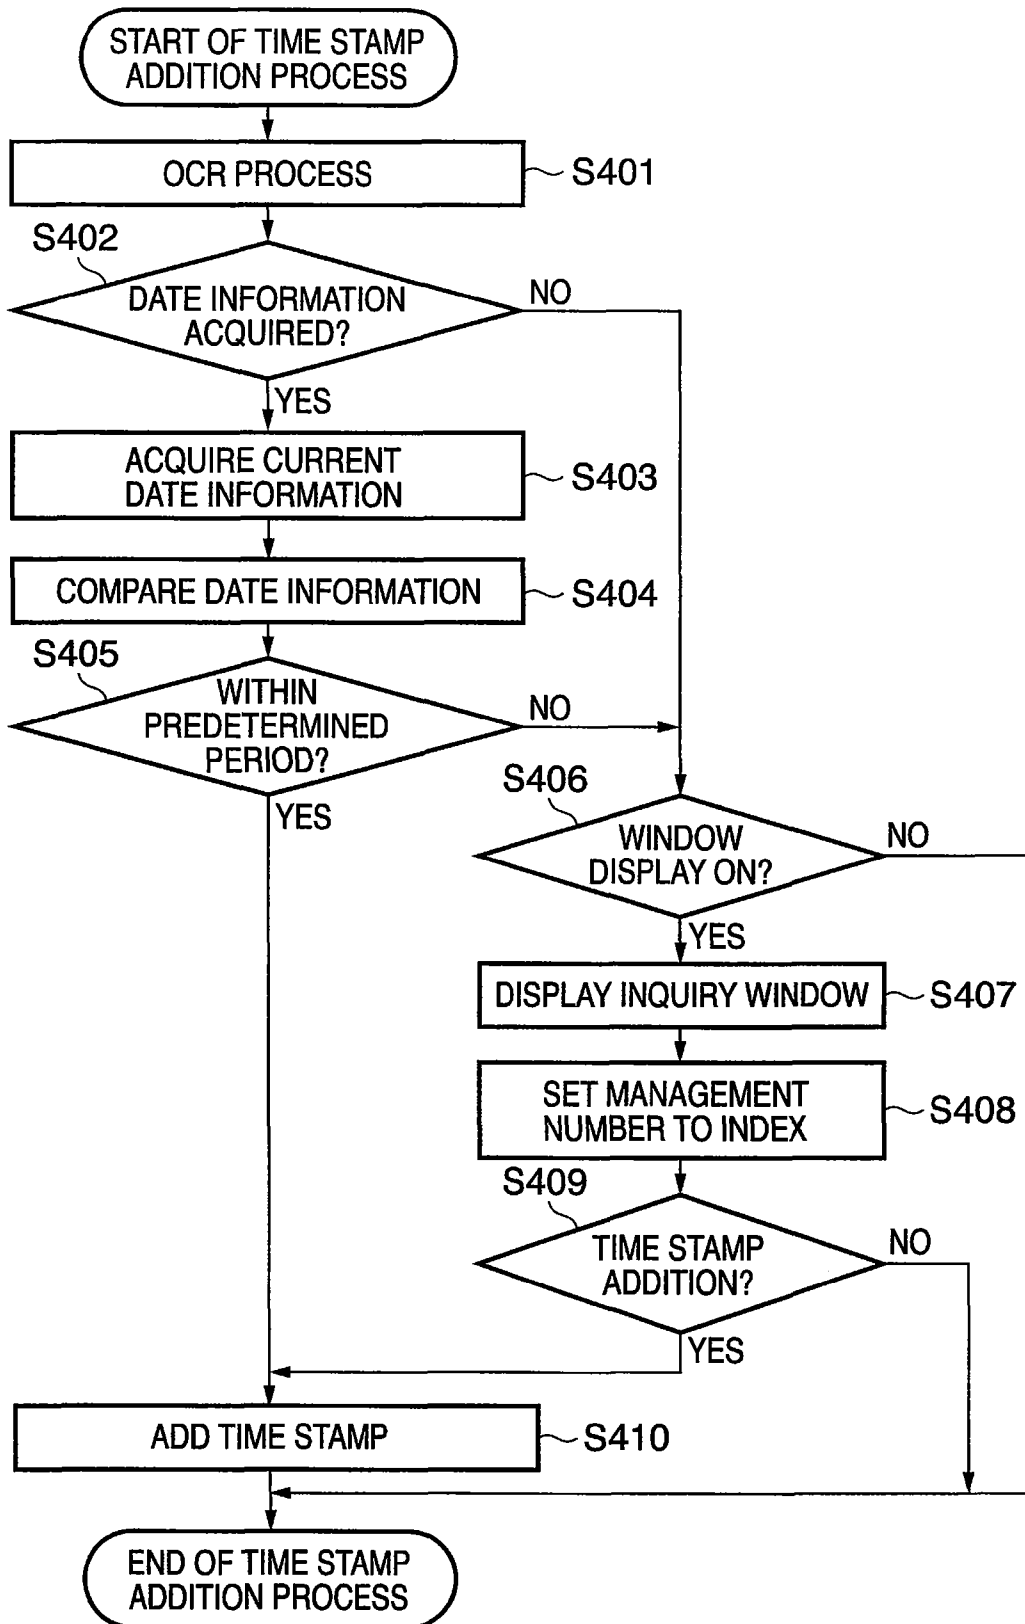 START OF TIME STAMP
ADDITION PROCESS
OCR PROCESS
S401
S402
DATE INFORMATION
ACQUIRED?
NO
YES
ACQUIRE CURRENT
DATE INFORMATION
S403
COMPARE DATE INFORMATION
S404
S405
WITHIN
PREDETERMINED
PERIOD?
NO
YES
S406
WINDOW
DISPLAY ON?
NO
YES
DISPLAY INQUIRY WINDOW
S407
SET MANAGEMENT
NUMBER TO INDEX
S408
S409
TIME STAMP
ADDITION?
NO
YES
ADD TIME STAMP
S410
END OF TIME STAMP
ADDITION PROCESS